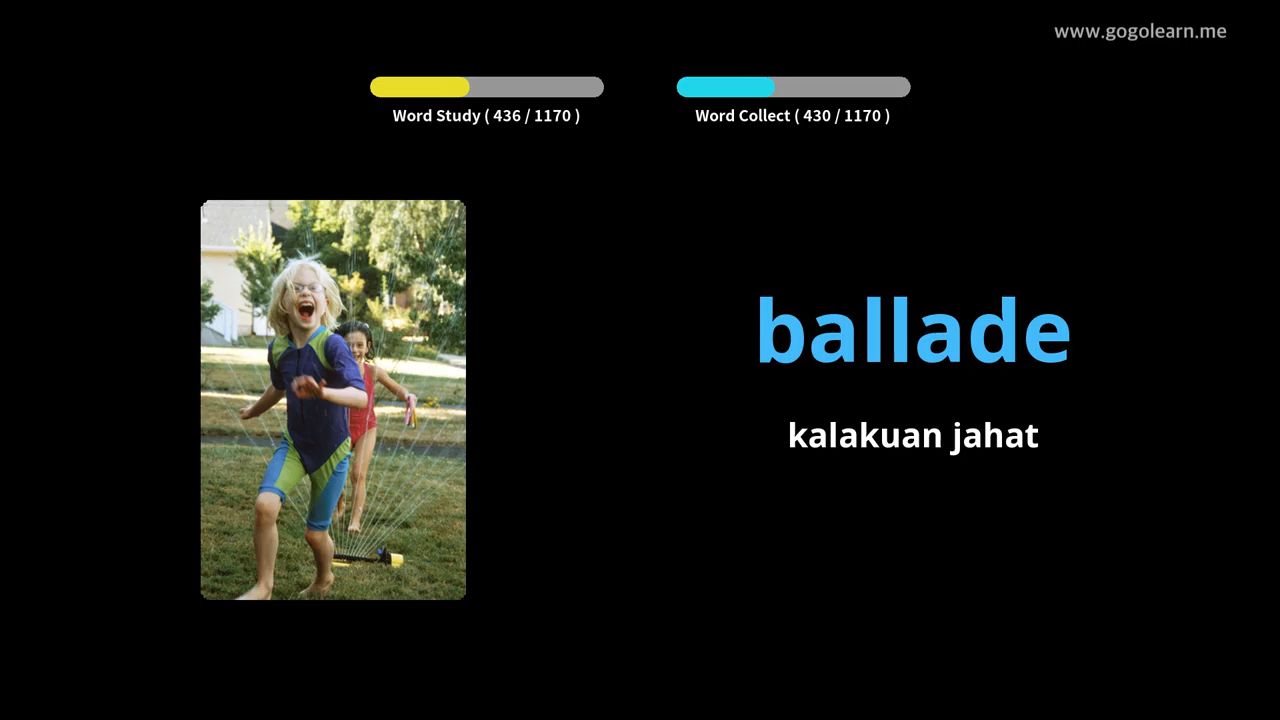 www.gogolearn.me
Word Study ( 436 / 1170 )
Word Collect ( 430 / 1170 )
ballade
kalakuan jahat